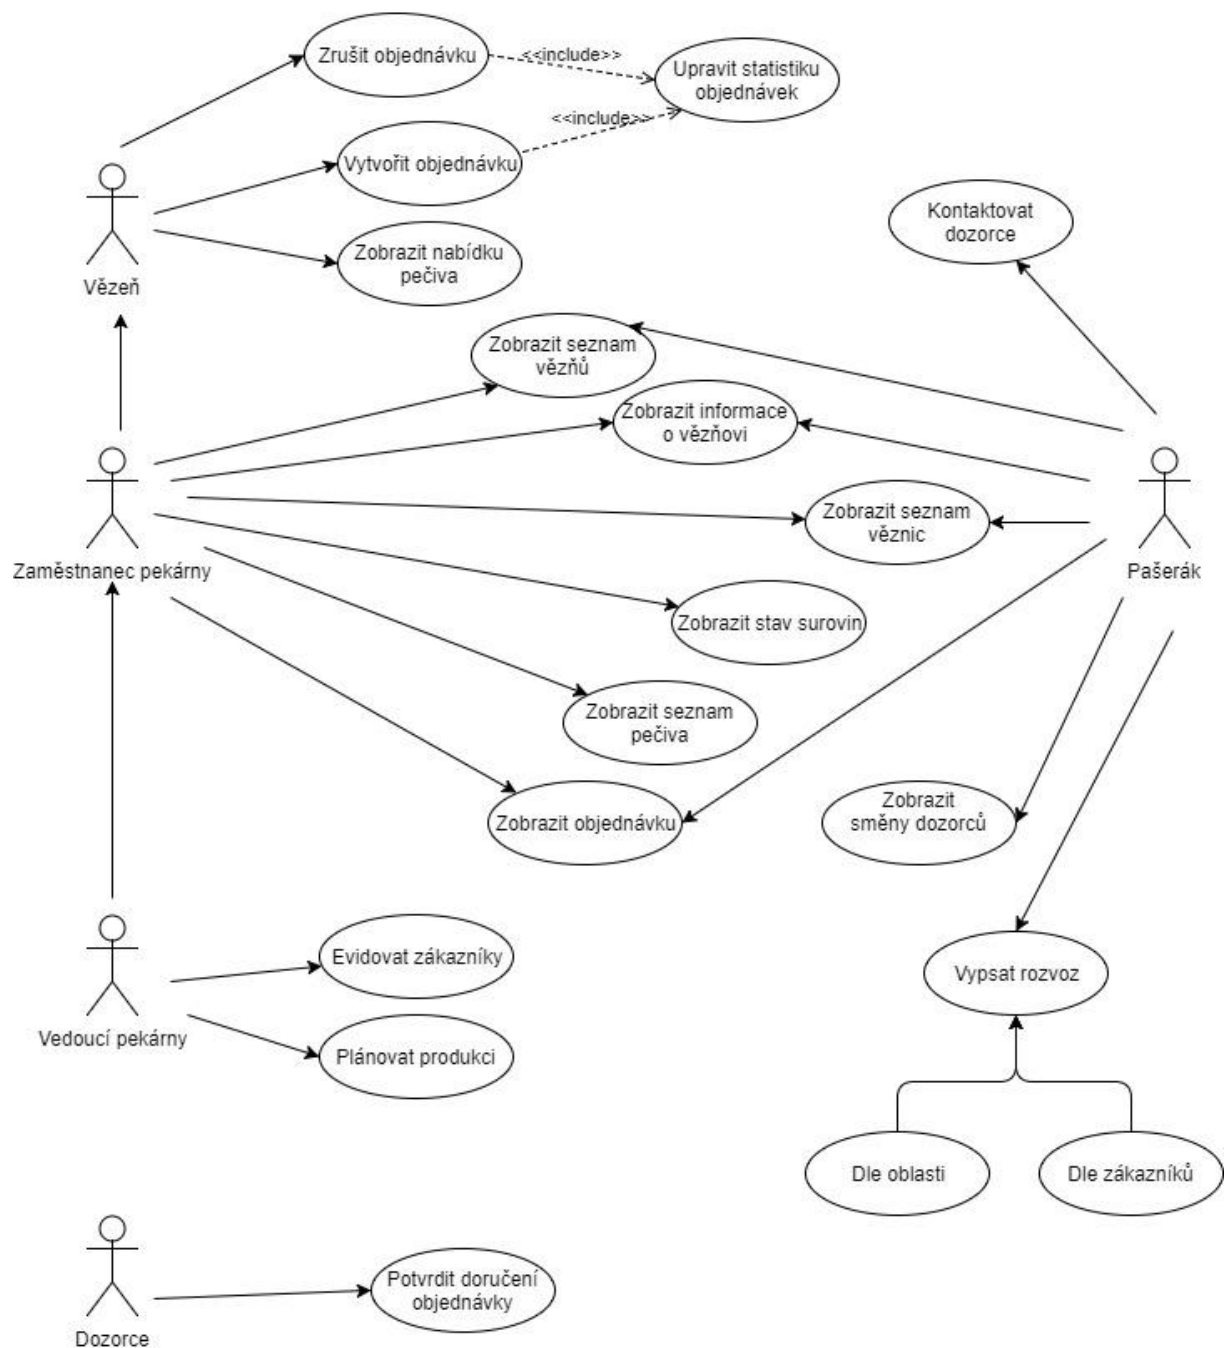 Zrušit objednávku
<<include>>
Upravit statistiku
objednávek
<<include>>
Vytvořit objednávku
Kontaktovat
dozorce
Zobrazit nabídku
pečiva
Vězeň
Zobrazit seznam
vězňů
Zobrazit informace
o vězňovi
Zobrazit seznam
věznic
Zaměstnanec pekárny
Pašerák
Zobrazit stav surovin
Zobrazit seznam
pečiva
Zobrazit objednávku
Zobrazit
směny dozorců
Evidovat zákazníky
Vypsat rozvoz
Vedoucí pekárny
Plánovat produkci
Dle oblasti
Dle zákazníků
Potvrdit doručení
objednávky
Dozorce